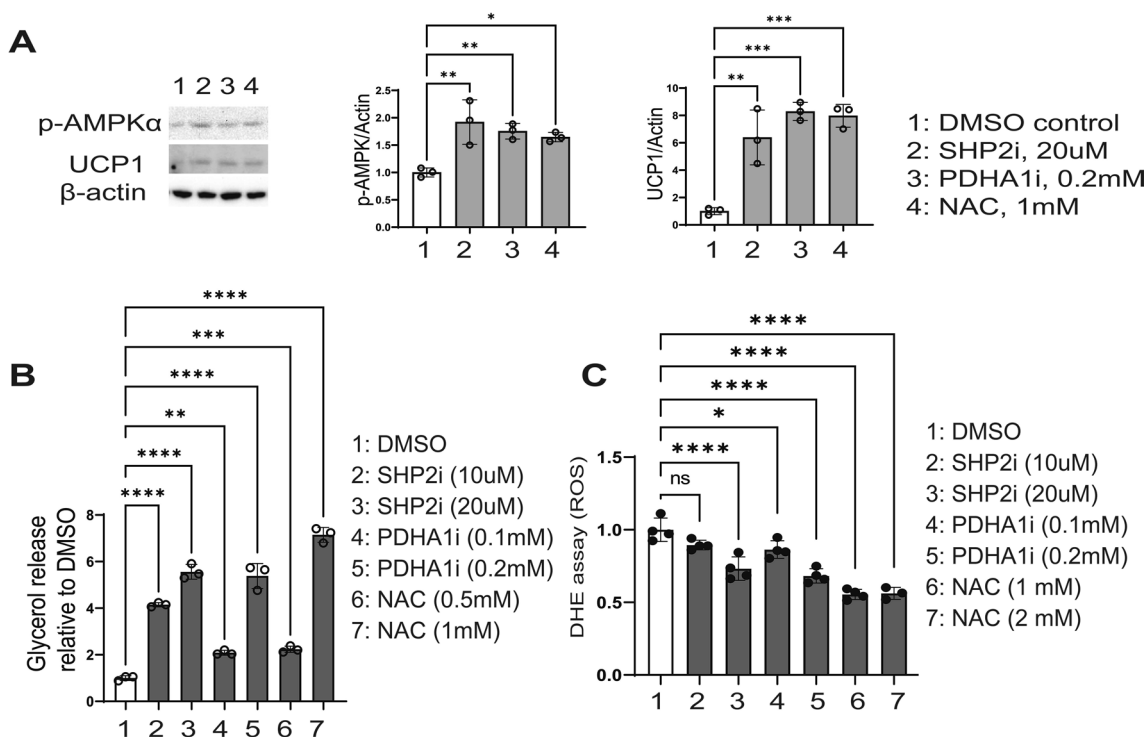 A
1 2 3 4
p-AMPKα
UCP1
β-actin
p-AMPK/Actin
2.5
2.0
1.5
1.0
0.5
0.0
**
**
*
1 2 3 4
UCP1/Actin
10
8
6
4
2
0
**
***
***
1 2 3 4
1: DMSO control
2: SHP2i, 20uM
3: PDHA1i, 0.2mM
4: NAC, 1mM
B
Glycerol release
relative to DMSO
8
6
4
2
0
****
***
****
**
****
****
1 2 3 4 5 6 7
1: DMSO
2: SHP2i (10uM)
3: SHP2i (20uM)
4: PDHA1i (0.1mM)
5: PDHA1i (0.2mM)
6: NAC (0.5mM)
7: NAC (1mM)
C
DHE assay (ROS)
1.5
1.0
0.5
0.0
****
****
****
*
****
ns
1 2 3 4 5 6 7
1: DMSO
2: SHP2i (10uM)
3: SHP2i (20uM)
4: PDHA1i (0.1mM)
5: PDHA1i (0.2mM)
6: NAC (1 mM)
7: NAC (2 mM)